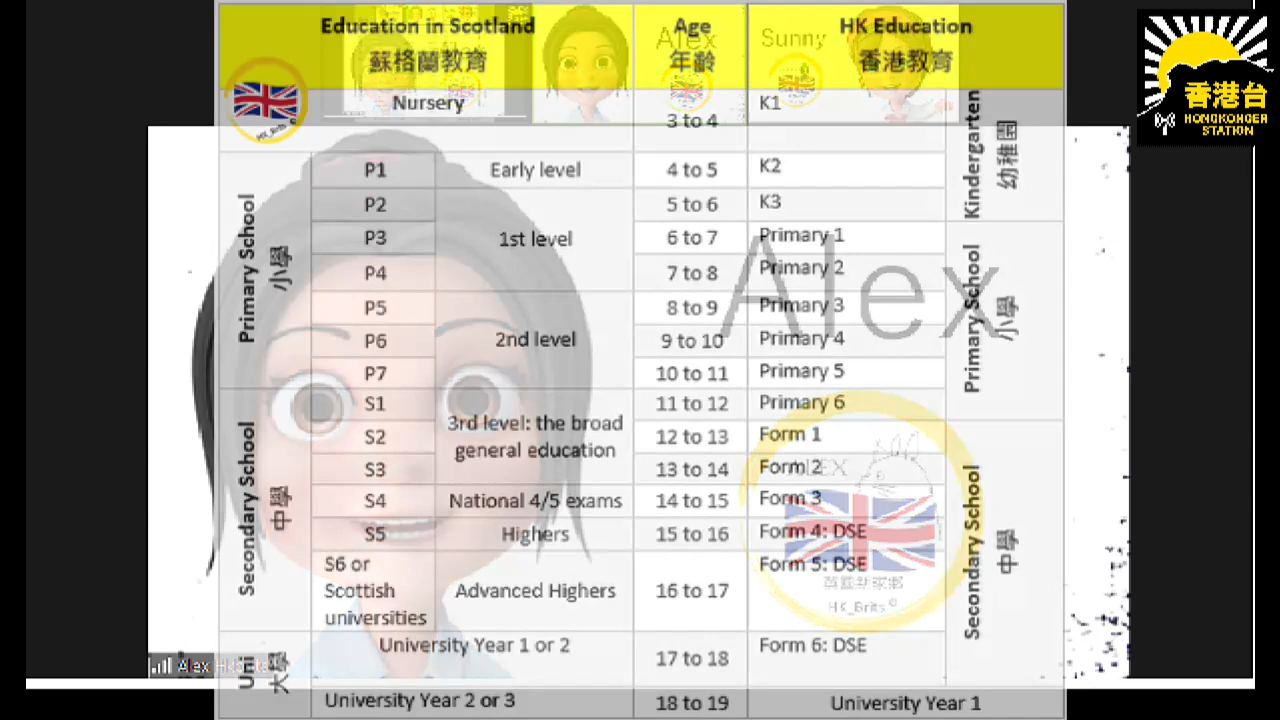 Education in Scotland
蘇格蘭教育
Age
年齡
HK Education
香港教育
Alex
Sunny
香港台
HONGKONGER
STATION
Nursery
3 to 4
K1
Kindergarten
幼稚園
HK_Brits ©
Primary School
小學
P1
Early level
4 to 5
K2
P2
5 to 6
K3
P3
1st level
6 to 7
Primary 1
P4
7 to 8
Primary 2
P5
8 to 9
Primary 3
P6
2nd level
9 to 10
Primary 4
P7
10 to 11
Primary 5
Primary School
小學
Alex
Secondary School
中學
S1
3rd level: the broad
general education
11 to 12
Primary 6
S2
12 to 13
Form 1
S3
13 to 14
Form 2
ALEX
S4
National 4/5 exams
14 to 15
Form 3
S5
Highers
15 to 16
Form 4: DSE
S6 or
Scottish
universities
Advanced Highers
16 to 17
Form 5: DSE
Secondary School
中學
英國新家鄉
HK_Brits ©
Uni
大學
University Year 1 or 2
17 to 18
Form 6: DSE
University Year 2 or 3
18 to 19
University Year 1
Alex